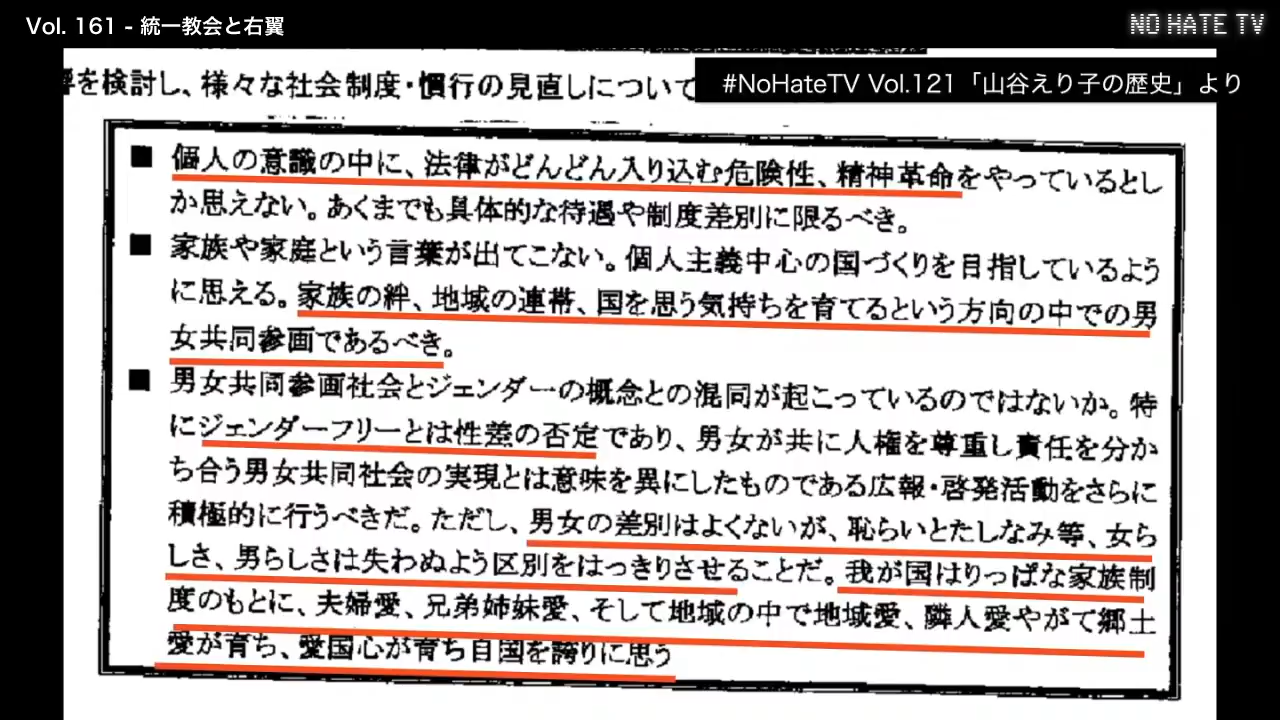 Vol. 161 - 統一教会と右翼
NO HATE TV
を検討し、様々な社会制度・慣行の見直しについて
#NoHateTV Vol.121「山谷えり子の歴史」より
■ 個人の意識の中に、法律がどんどん入り込む危険性、精神革命をやっているとし
か思えない。あくまでも具体的な待遇や制度差別に限るべき。
■ 家族や家庭という言葉が出てこない。個人主義中心の国づくりを目指しているよう
に思える。家族の絆、地域の連帯、国を思う気持ちを育てるという方向の中での男
女共同参画であるべき。
■ 男女共同参画社会とジェンダーの概念との混同が起こっているのではないか。特
にジェンダーフリーとは性差の否定であり、男女が共に人権を尊重し責任を分か
ち合う男女共同社会の実現とは意味を異にしたものである広報・啓発活動をさらに
積極的に行うべきだ。ただし、男女の差別はよくないが、恥らいとたしなみ等、女ら
しさ、男らしさは失わぬよう区別をはっきりさせることだ。我が国はりっぱな家族制
度のもとに、夫婦愛、兄弟姉妹愛、そして地域の中で地域愛、隣人愛やがて郷土
愛が育ち、愛国心が育ち自国を誇りに思う